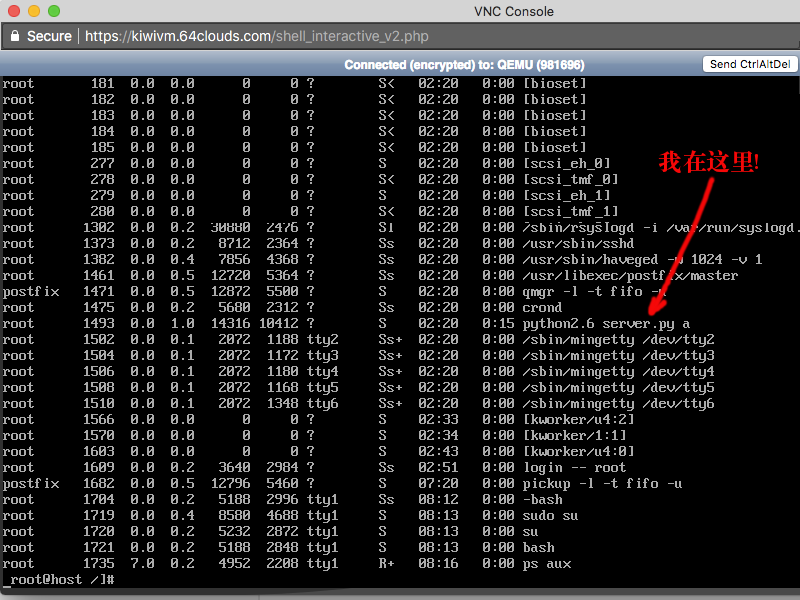 VNC Console
Secure | https://kiwivm.64clouds.com/shell_interactive_v2.php
Connected (encrypted) to: QEMU (981696)
Send CtrlAltDel
root 181 0.0 0.0 0 0 ? S< 02:20 0:00 [bioset]
root 182 0.0 0.0 0 0 ? S< 02:20 0:00 [bioset]
root 183 0.0 0.0 0 0 ? S< 02:20 0:00 [bioset]
root 184 0.0 0.0 0 0 ? S< 02:20 0:00 [bioset]
root 185 0.0 0.0 0 0 ? S< 02:20 0:00 [bioset]
root 277 0.0 0.0 0 0 ? S 02:20 0:00 [scsi_eh_0]
我在这里!
root 278 0.0 0.0 0 0 ? S< 02:20 0:00 [scsi_tmf_0]
root 279 0.0 0.0 0 0 ? S 02:20 0:00 [scsi_eh_1]
root 280 0.0 0.0 0 0 ? S< 02:20 0:00 [scsi_tmf_1]
root 1302 0.0 0.2 30880 2476 ? Sl 02:20 0:00 /sbin/rsyslogd -i /var/run/syslogd.
root 1373 0.0 0.2 8712 2364 ? Ss 02:20 0:00 /usr/sbin/sshd
root 1382 0.0 0.4 7856 4368 ? Ss 02:20 0:00 /usr/sbin/haveged 1024 -v 1
root 1461 0.0 0.5 12720 5364 ? Ss 02:20 0:00 /usr/libexec/postfix/master
postfix 1471 0.0 0.5 12872 5500 ? S 02:20 0:00 qmgr -l -t fifo -u
root 1475 0.0 0.2 5680 2312 ? Ss 02:20 0:00 crond
root 1493 0.0 1.0 14316 10412 ? S 02:20 0:15 python2.6 server.py a
root 1502 0.0 0.1 2072 1188 tty2 Ss+ 02:20 0:00 /sbin/mingetty /dev/tty2
root 1504 0.0 0.1 2072 1172 tty3 Ss+ 02:20 0:00 /sbin/mingetty /dev/tty3
root 1506 0.0 0.1 2072 1180 tty4 Ss+ 02:20 0:00 /sbin/mingetty /dev/tty4
root 1508 0.0 0.1 2072 1168 tty5 Ss+ 02:20 0:00 /sbin/mingetty /dev/tty5
root 1510 0.0 0.1 2072 1348 tty6 Ss+ 02:20 0:00 /sbin/mingetty /dev/tty6
root 1566 0.0 0.0 0 0 ? S 02:33 0:00 [kworker/u4:2]
root 1570 0.0 0.0 0 0 ? S 02:34 0:00 [kworker/1:1]
root 1603 0.0 0.0 0 0 ? S 02:43 0:00 [kworker/u4:0]
root 1609 0.0 0.2 3640 2984 ? Ss 02:51 0:00 login -- root
postfix 1682 0.0 0.5 12796 5460 ? S 07:20 0:00 pickup -l -t fifo -u
root 1704 0.0 0.2 5188 2996 tty1 Ss 08:12 0:00 -bash
root 1719 0.0 0.4 8580 4688 tty1 S 08:13 0:00 sudo su
root 1720 0.0 0.2 5232 2872 tty1 S 08:13 0:00 su
root 1721 0.0 0.2 5188 2848 tty1 S 08:13 0:00 bash
root 1735 7.0 0.2 4952 2208 tty1 R+ 08:16 0:00 ps aux
_root@host /]#